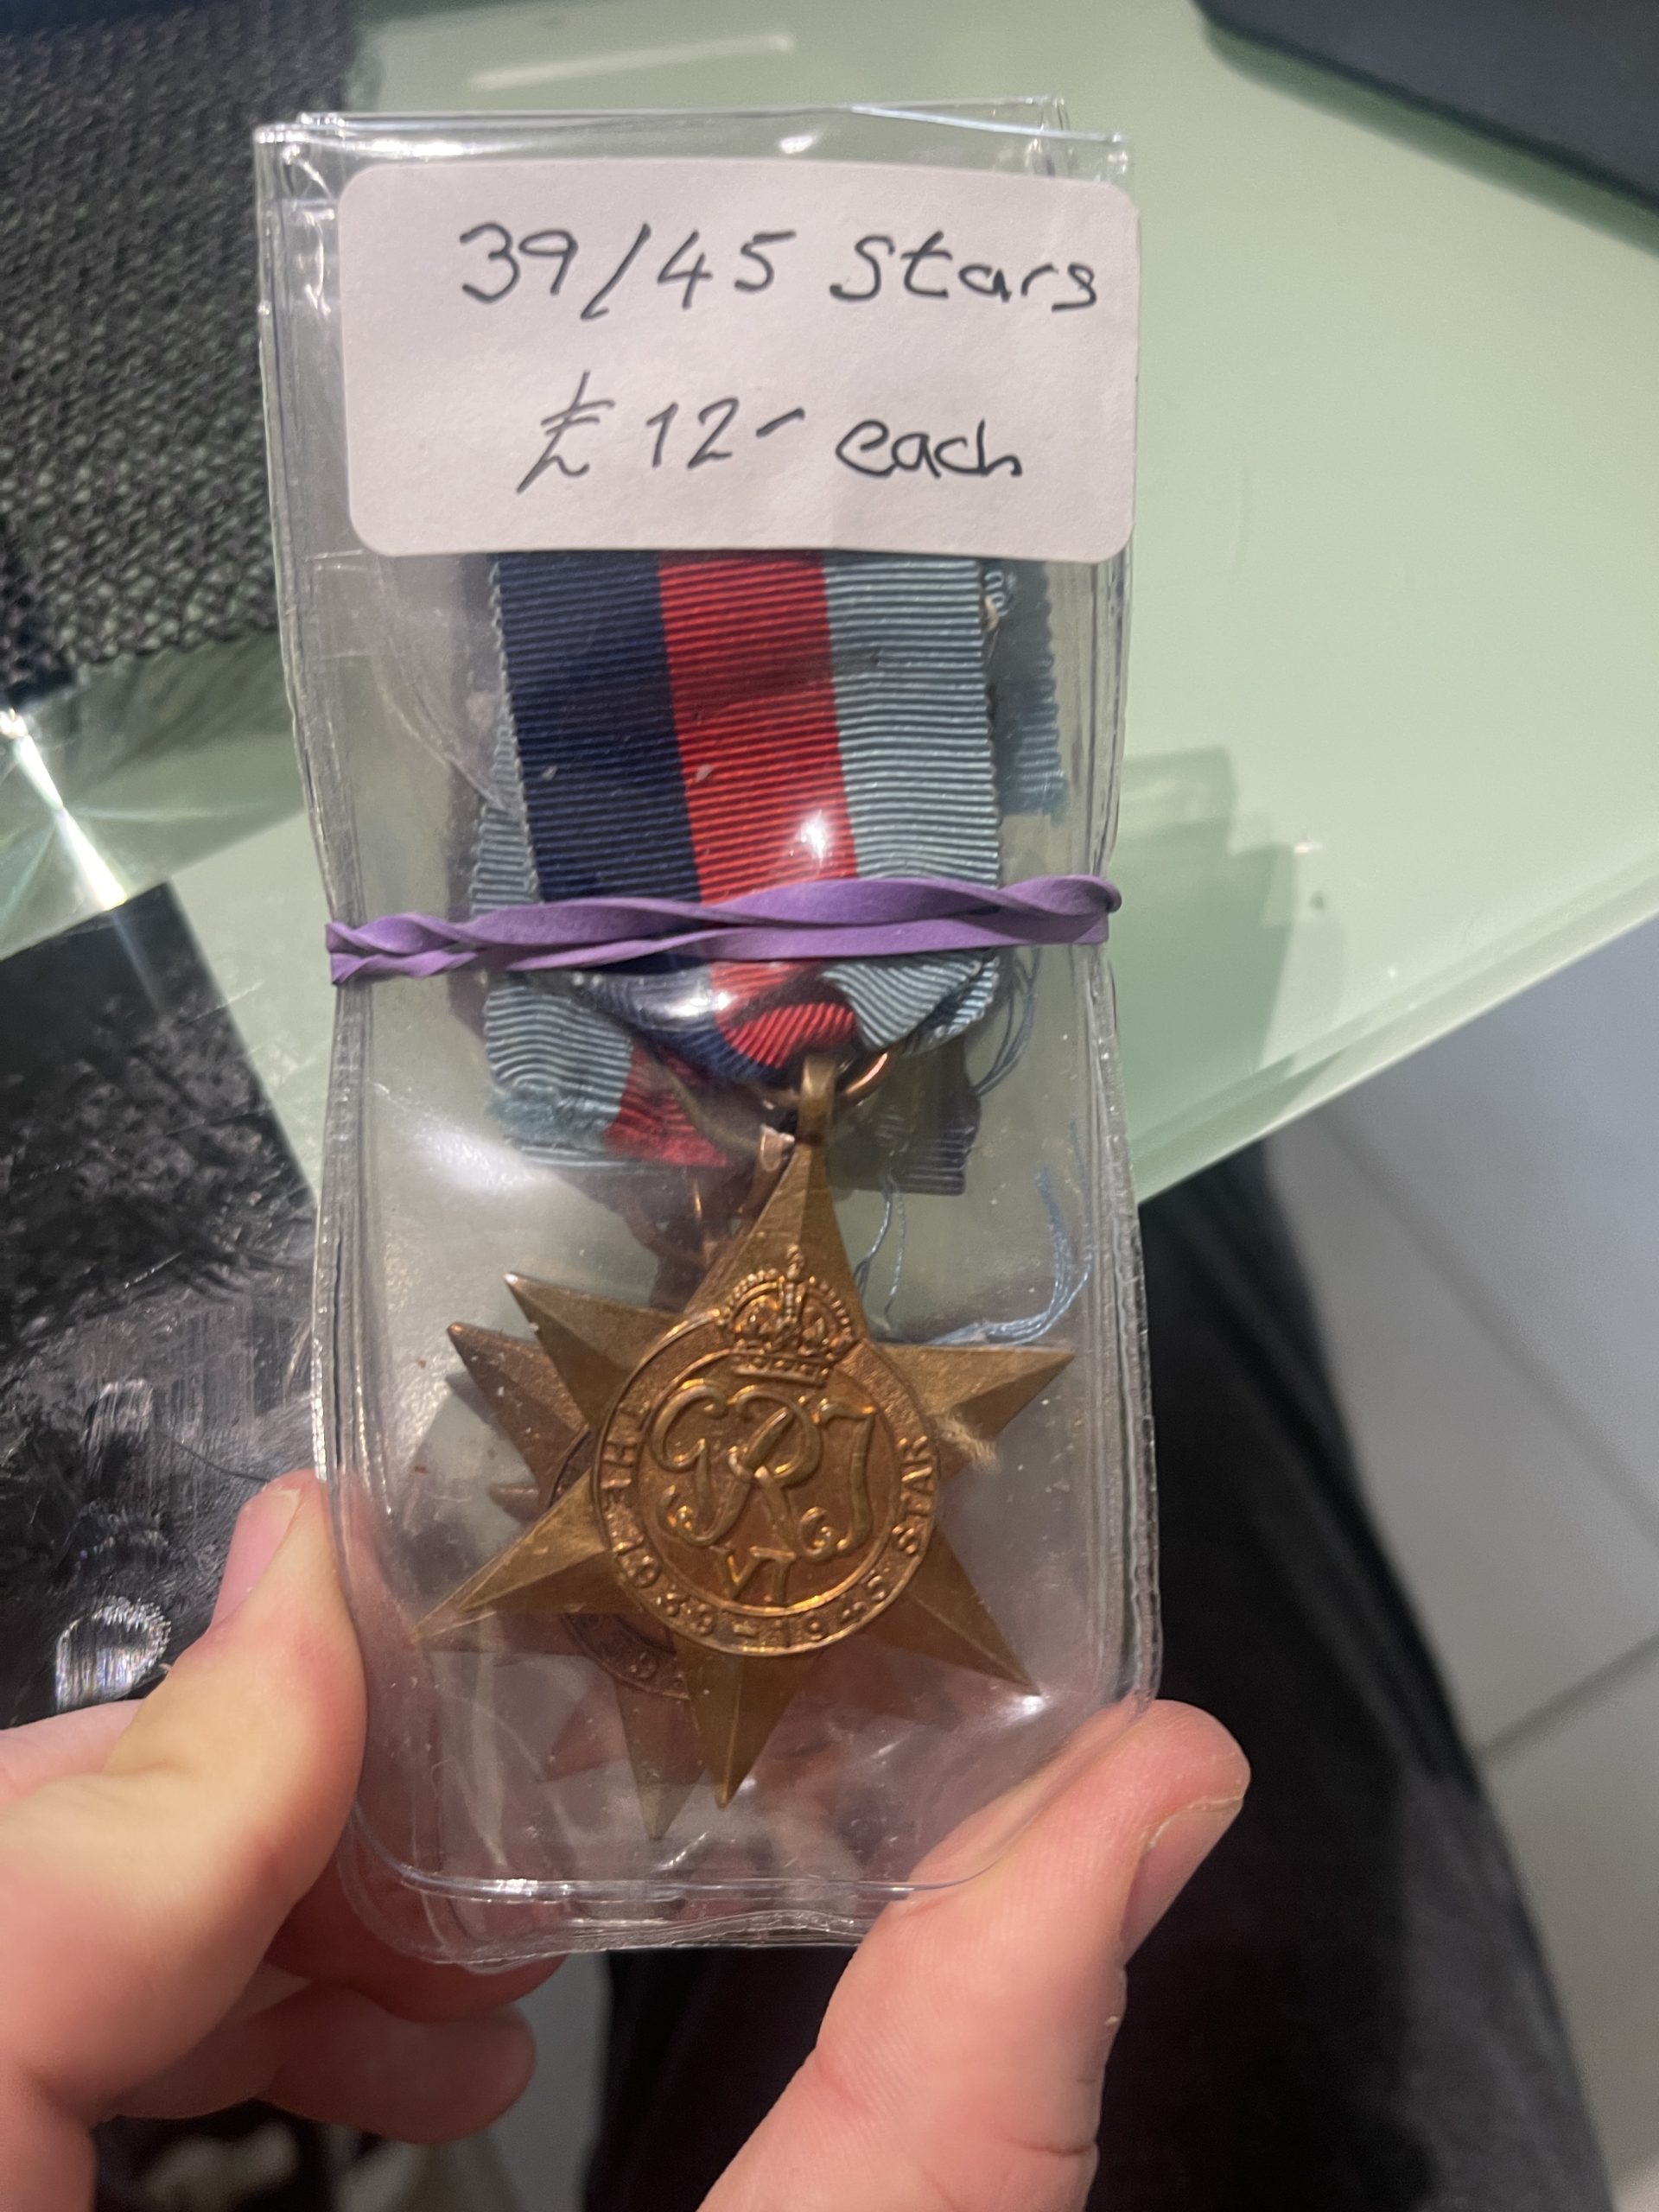 39/45 Stars
£12- each
GRI
VI
THE 1939-1945 STAR